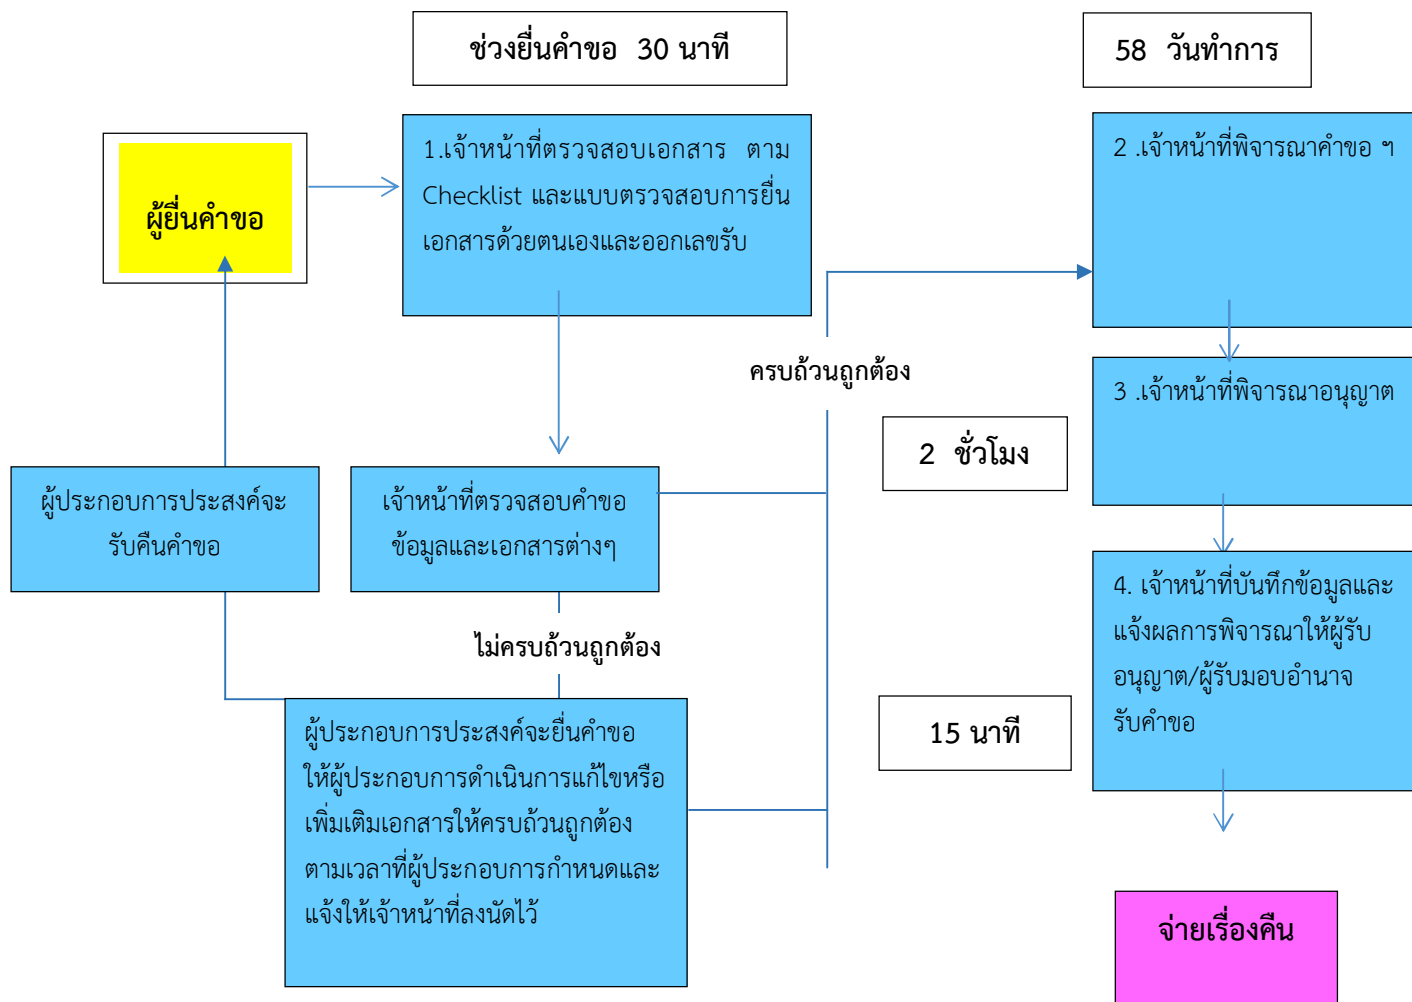 ช่วงยื่นคำขอ 30 นาที
58 วันทำการ
ผู้ยื่นคำขอ
1.เจ้าหน้าที่ตรวจสอบเอกสาร ตาม
Checklist และแบบตรวจสอบการยื่น
เอกสารด้วยตนเองและออกเลขรับ
2 .เจ้าหน้าที่พิจารณาคำขอ ฯ
ครบถ้วนถูกต้อง
3 .เจ้าหน้าที่พิจารณาอนุญาต
2 ชั่วโมง
ผู้ประกอบการประสงค์จะ
รับคืนคำขอ
เจ้าหน้าที่ตรวจสอบคำขอ
ข้อมูลและเอกสารต่างๆ
4. เจ้าหน้าที่บันทึกข้อมูลและ
แจ้งผลการพิจารณาให้ผู้รับ
อนุญาต/ผู้รับมอบอำนาจ
รับคำขอ
ไม่ครบถ้วนถูกต้อง
15 นาที
ผู้ประกอบการประสงค์จะยื่นคำขอ
ให้ผู้ประกอบการดำเนินการแก้ไขหรือ
เพิ่มเติมเอกสารให้ครบถ้วนถูกต้อง
ตามเวลาที่ผู้ประกอบการกำหนดและ
แจ้งให้เจ้าหน้าที่ลงนัดไว้
จ่ายเรื่องคืน